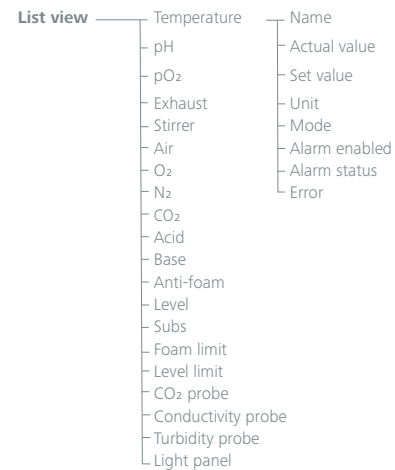 List view Temperature Name
pH Actual value
pO₂ Set value
Exhaust Unit
Stirrer Mode
Air Alarm enabled
O₂ Alarm status
N₂ Error
CO₂
Acid
Base
Anti-foam
Level
Subs
Foam limit
Level limit
CO₂ probe
Conductivity probe
Turbidity probe
Light panel